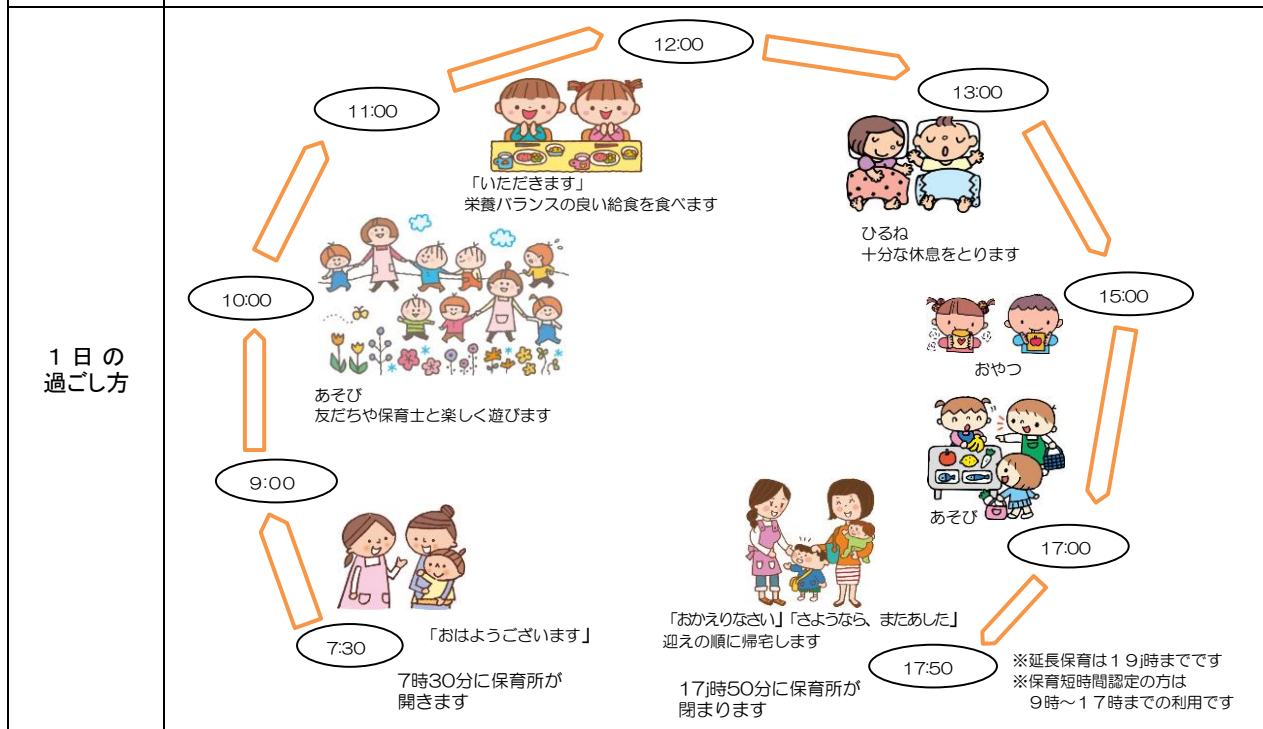 1日の
過ごし方
7:30
「おはようございます」
7時30分に保育所が
開きます
9:00
10:00
あそび
友だちや保育士と楽しく遊びます
11:00
「いただきます」
栄養バランスの良い給食を食べます
12:00
13:00
ひるね
十分な休息をとります
15:00
おやつ
あそび
17:00
「おかえりなさい」「さようなら、またあした」
迎えの順に帰宅します
17:50
17j時50分に保育所が
閉まります
※延長保育は19j時までです
※保育短時間認定の方は
9時～17時までの利用です